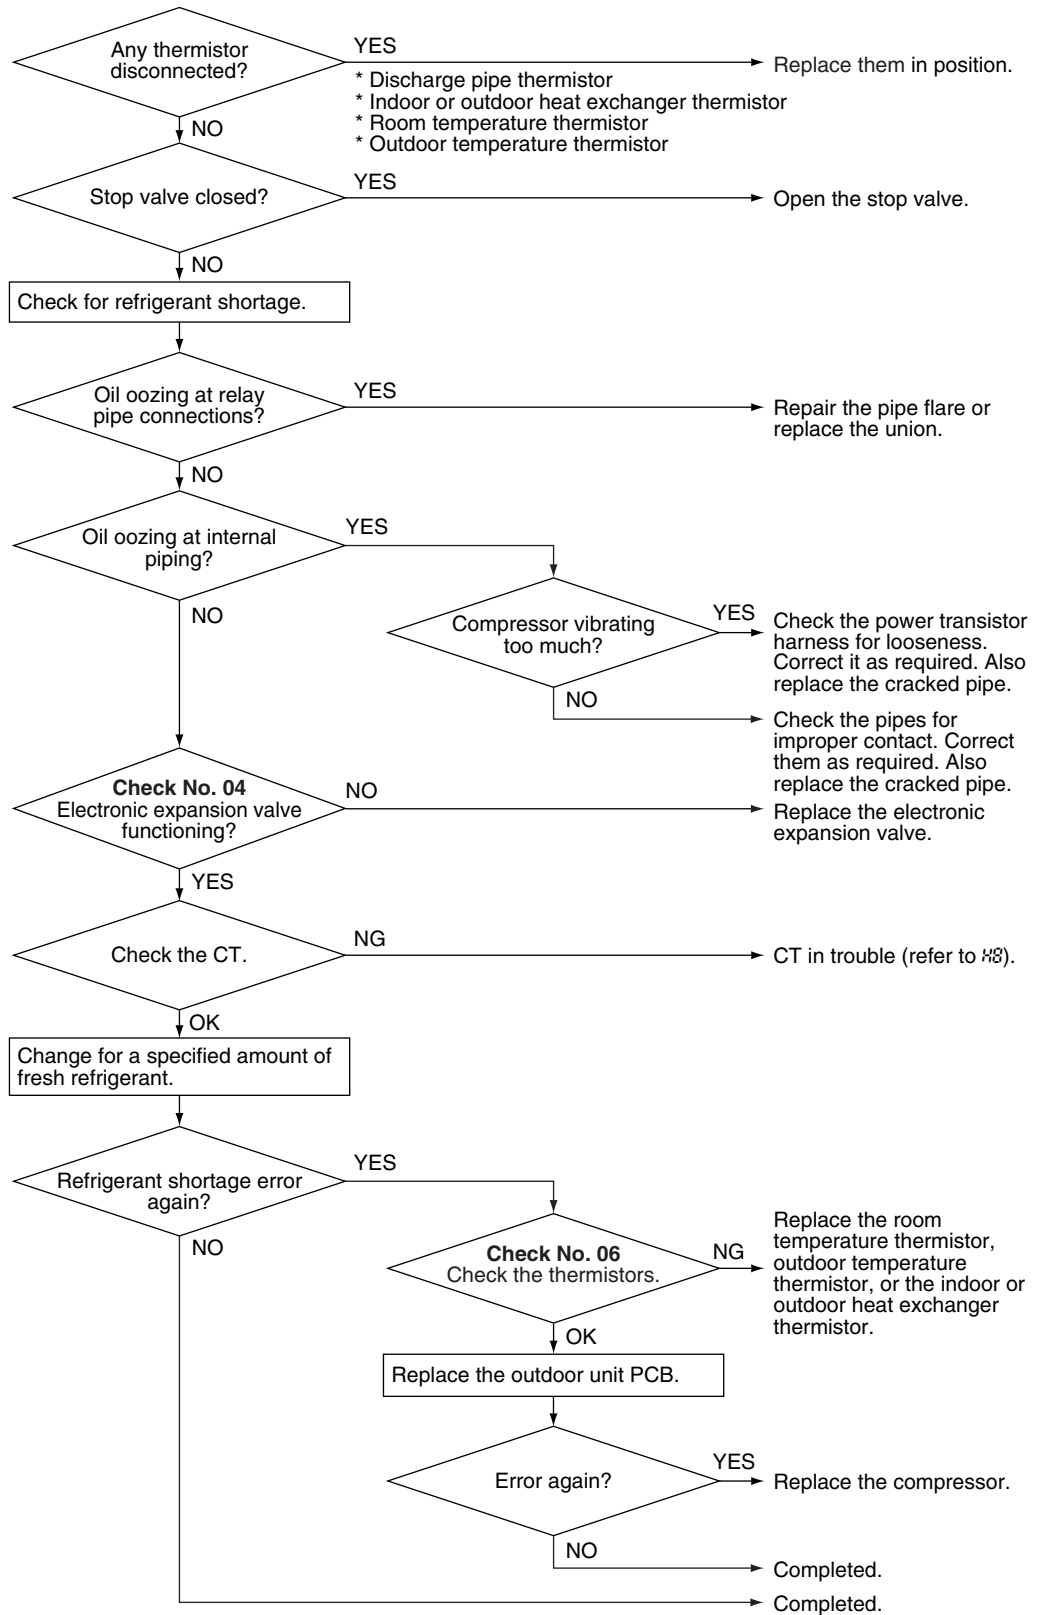 Any thermistor
disconnected?
YES
* Discharge pipe thermistor
* Indoor or outdoor heat exchanger thermistor
* Room temperature thermistor
* Outdoor temperature thermistor
Replace them in position.
NO
Stop valve closed?
YES
Open the stop valve.
NO
Check for refrigerant shortage.
Oil oozing at relay
pipe connections?
YES
Repair the pipe flare or
replace the union.
NO
Oil oozing at internal
piping?
YES
NO
Compressor vibrating
too much?
YES
Check the power transistor
harness for looseness.
Correct it as required. Also
replace the cracked pipe.
NO
Check the pipes for
improper contact. Correct
them as required. Also
replace the cracked pipe.
Check No. 04
Electronic expansion valve
functioning?
NO
Replace the electronic
expansion valve.
YES
Check the CT.
NG
CT in trouble (refer to H8).
OK
Change for a specified amount of
fresh refrigerant.
Refrigerant shortage error
again?
YES
NO
Check No. 06
Check the thermistors.
NG
Replace the room
temperature thermistor,
outdoor temperature
thermistor, or the indoor or
outdoor heat exchanger
thermistor.
OK
Replace the outdoor unit PCB.
Error again?
YES
Replace the compressor.
NO
Completed.
Completed.